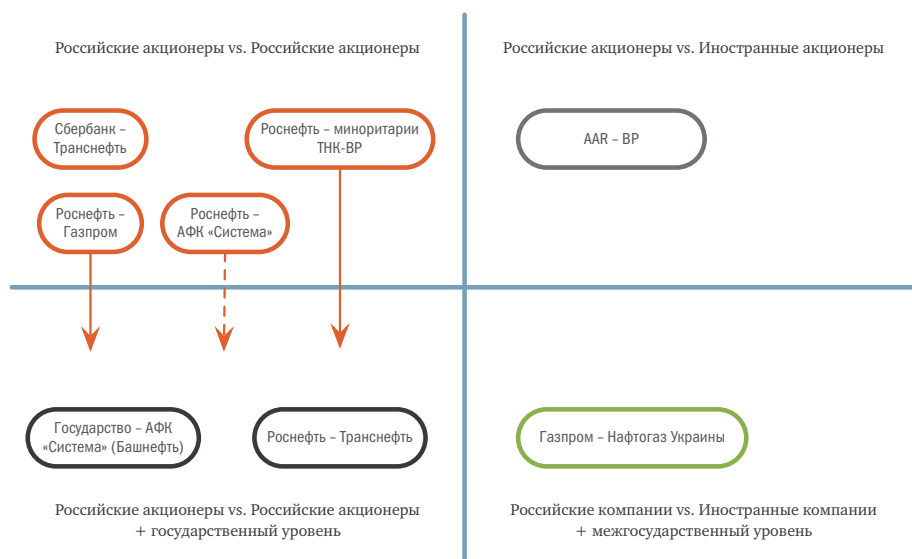 Российские акционеры vs. Российские акционеры
Российские акционеры vs. Иностранные акционеры
Сбербанк –
Транснефть
Роснефть – миноритарии
ТНК-ВР
AAR – BP
Роснефть –
Газпром
Роснефть –
АФК «Система»
Государство – АФК
«Система» (Башнефть)
Роснефть – Транснефть
Газпром – Нафтогаз Украины
Российские акционеры vs. Российские акционеры
+ государственный уровень
Российские компании vs. Иностранные компании
+ межгосударственный уровень